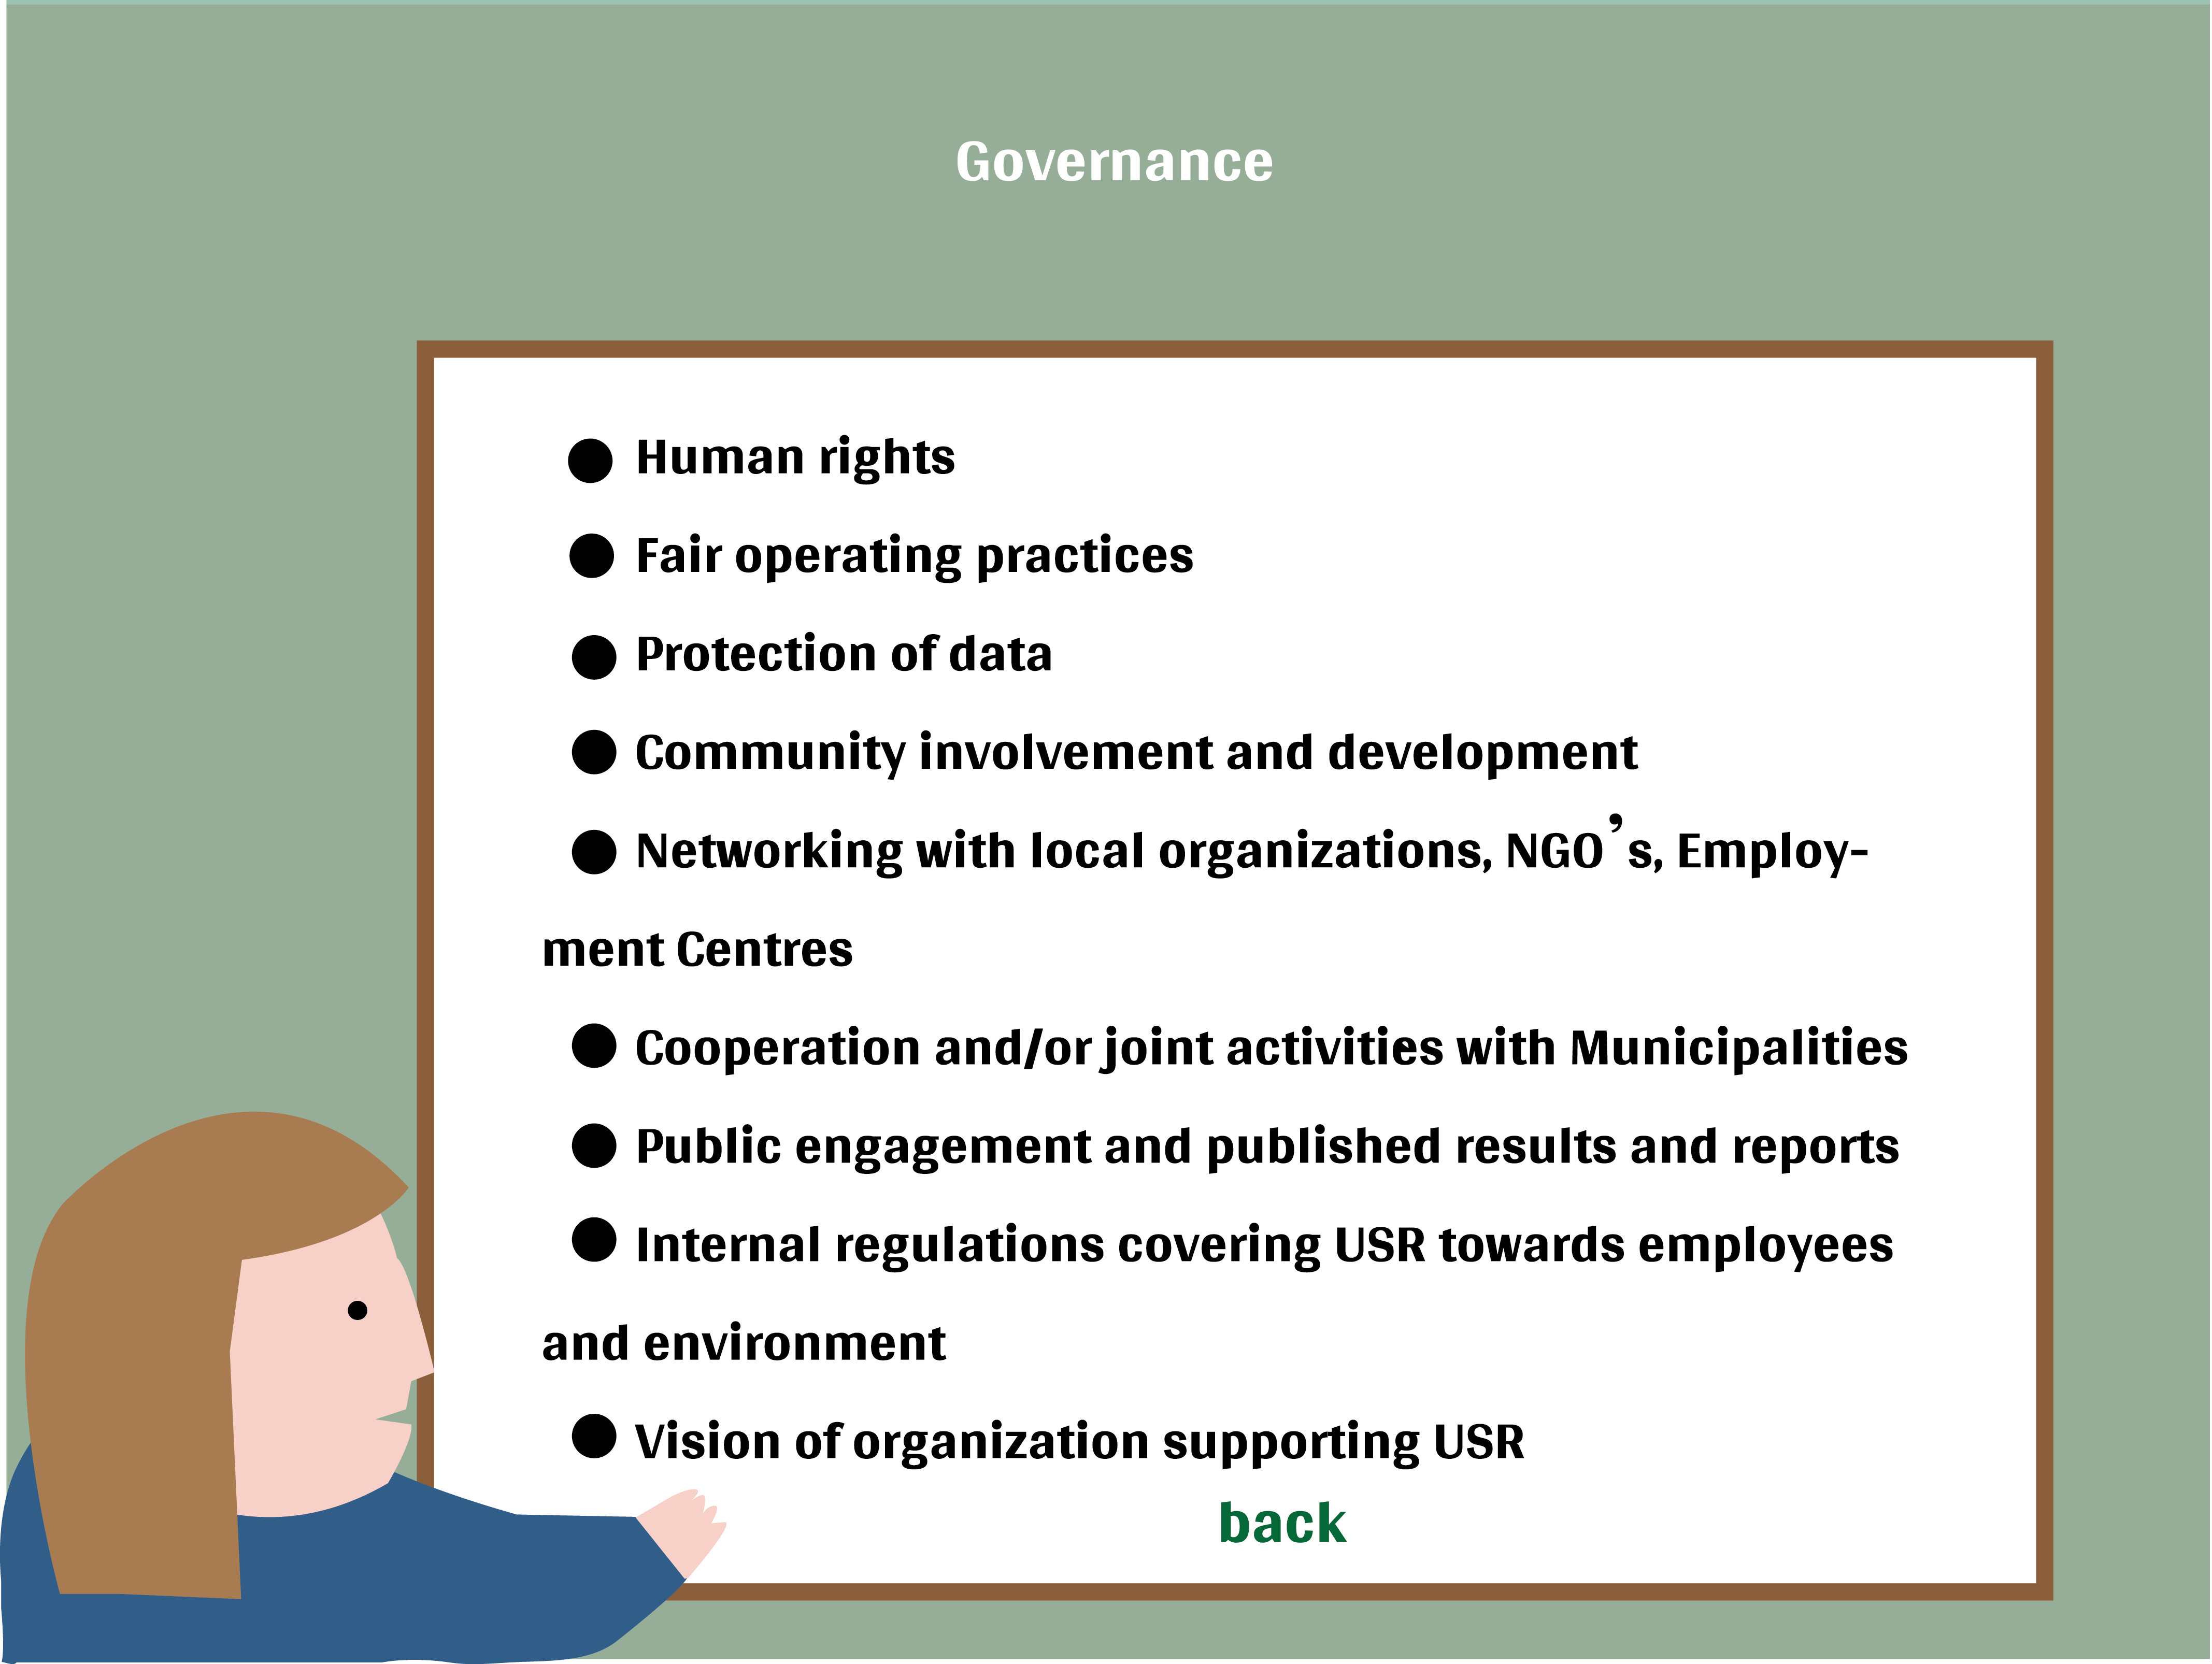 Governance
● Human rights
● Fair operating practices
● Protection of data
● Community involvement and development
● Networking with local organizations, NGO’s, Employ-
ment Centres
● Cooperation and/or joint activities with Municipalities
● Public engagement and published results and reports
● Internal regulations covering USR towards employees
and environment
● Vision of organization supporting USR
back